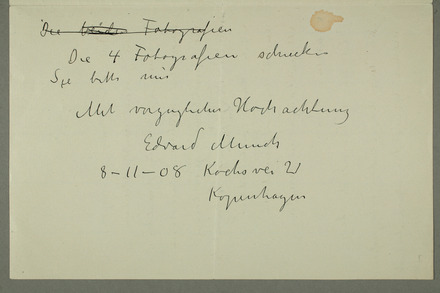 Die beiden Fotografien
Die 4 Fotografien schicken
Sie bitte mir
Mit vorzüglicher Hochachtung
Edvard Munch
8-11-08 Kochsvei 21
Kopenhagen